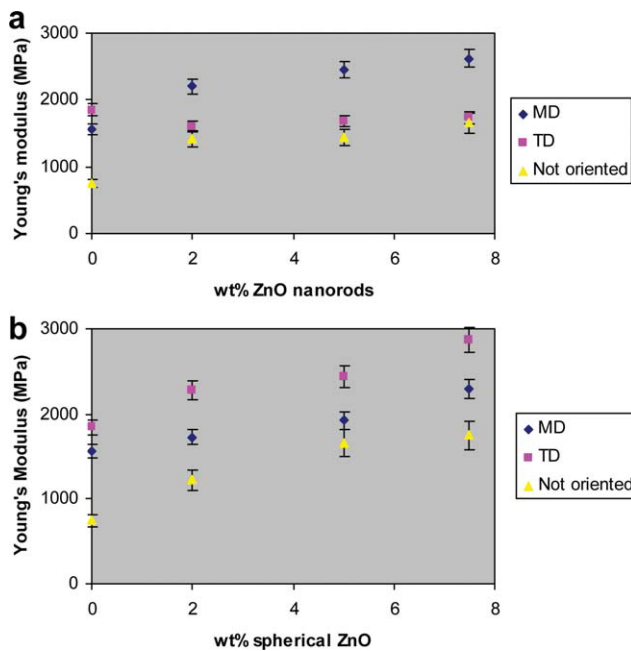 a
Young's modulus (MPa)
3000
2000
1000
0
0 2 4 6 8
wt% ZnO nanorods
MD
TD
Not oriented
b
Young's Modulus (MPa)
3000
2000
1000
0
0 2 4 6 8
wt% spherical ZnO
MD
TD
Not oriented